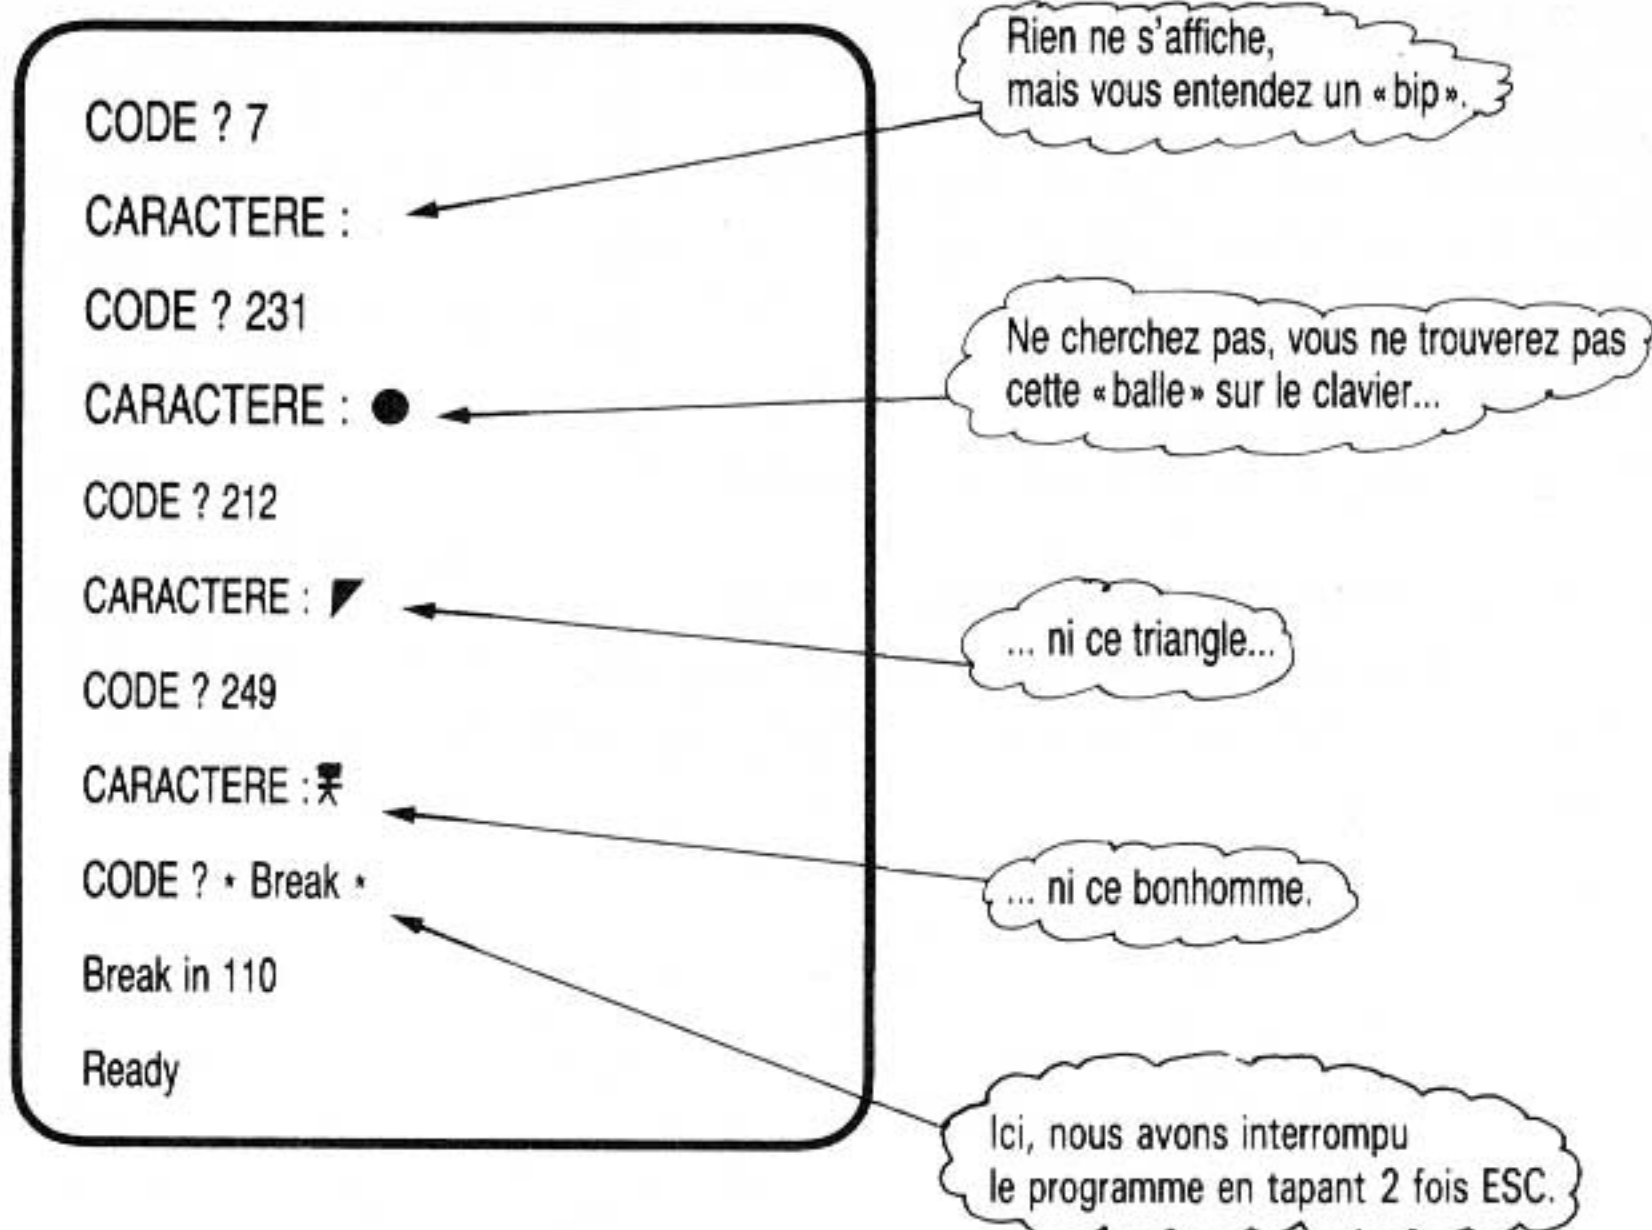 CODE ? 7
Rien ne s'affiche,
mais vous entendez un «bip».
CARACTERE :
CODE ? 231
CARACTERE : ●
Ne cherchez pas, vous ne trouverez pas
cette «balle» sur le clavier...
CODE ? 212
CARACTERE : ◤
... ni ce triangle...
CODE ? 249
CARACTERE :
... ni ce bonhomme.
CODE ? * Break *
Break in 110
Ready
Ici, nous avons interrompu
le programme en tapant 2 fois ESC.